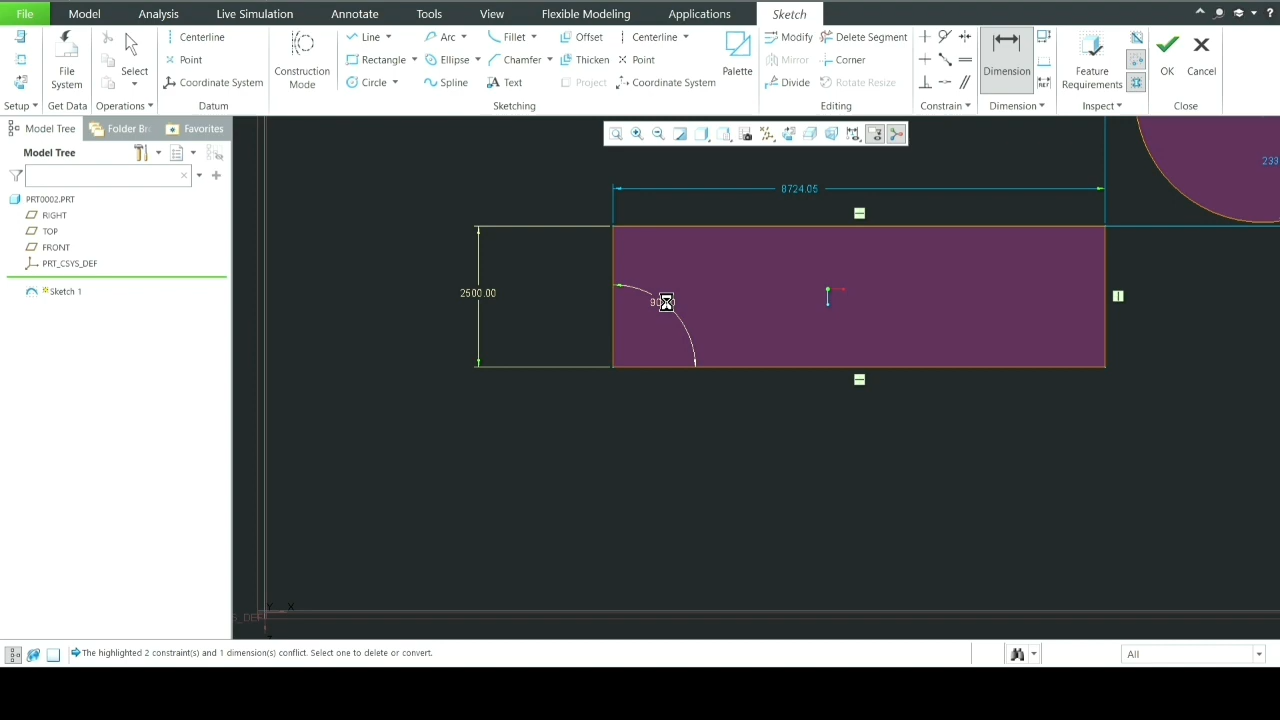 File Model Analysis Live Simulation Annotate Tools View Flexible Modeling Applications Sketch
Centerline Line Arc Fillet Offset Centerline Modify Delete Segment
Point Rectangle Ellipse Chamfer Thicken Point Mirror Corner
Coordinate System Circle Spline Text Project Coordinate System Divide Rotate Resize
File System Select Construction Mode Palette Dimension Feature Requirements OK Cancel
Setup Get Data Operations Datum Sketching Editing Constrain Dimension Inspect Close
Model Tree Folder Br Favorites
Model Tree
PRT0002.PRT
RIGHT
TOP
FRONT
PRT_CSYS_DEF
Sketch 1
233
8724.05
2500.00
Y X
The highlighted 2 constraint(s) and 1 dimension(s) conflict. Select one to delete or convert.
All